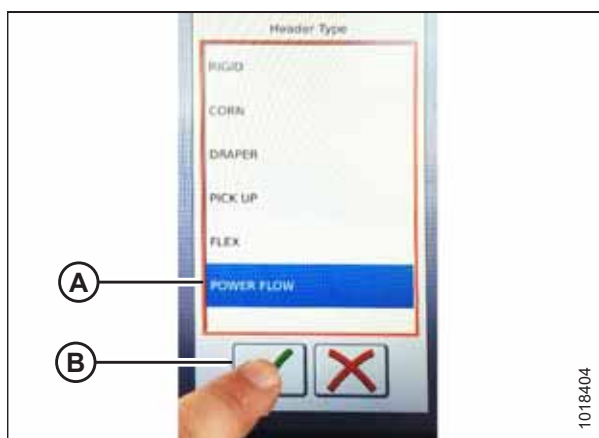 Header Type
RIGID
CORN
DRAPER
PICK UP
FLEX
A
POWER FLOW
B
1018404